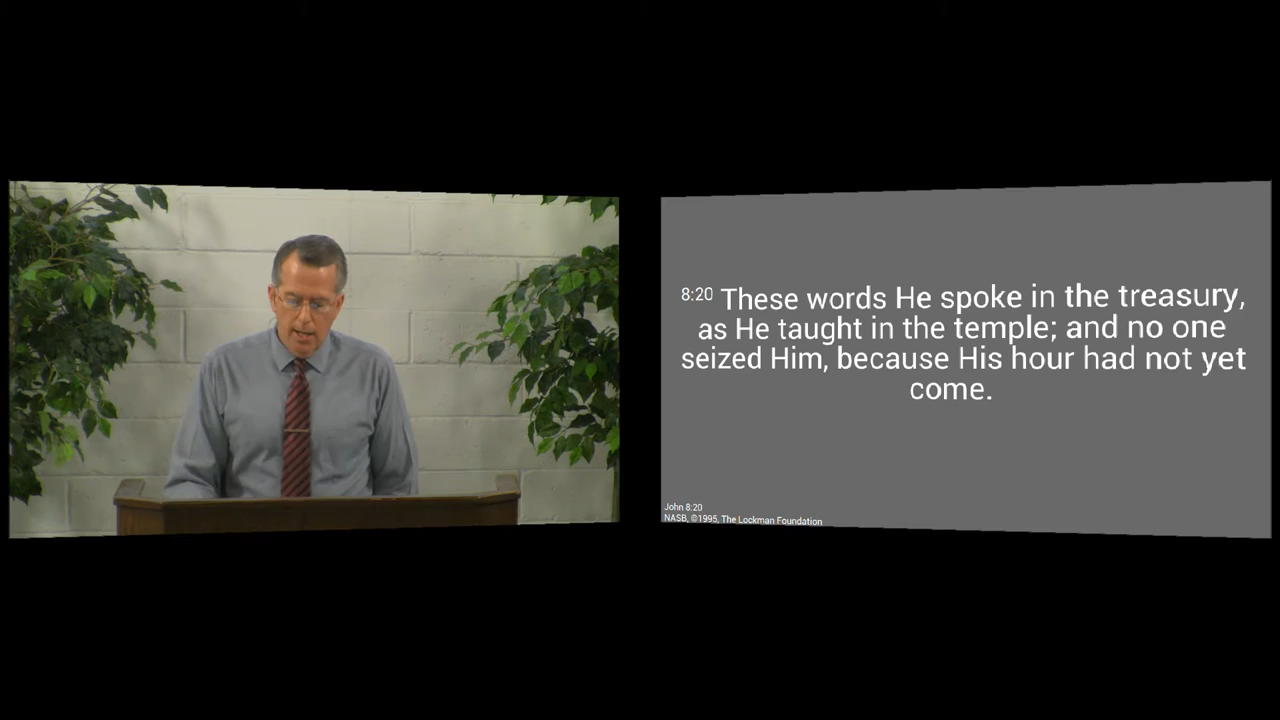 8:20 These words He spoke in the treasury,
as He taught in the temple; and no one
seized Him, because His hour had not yet
come.
John 8:20
NASB, ©1995, The Lockman Foundation